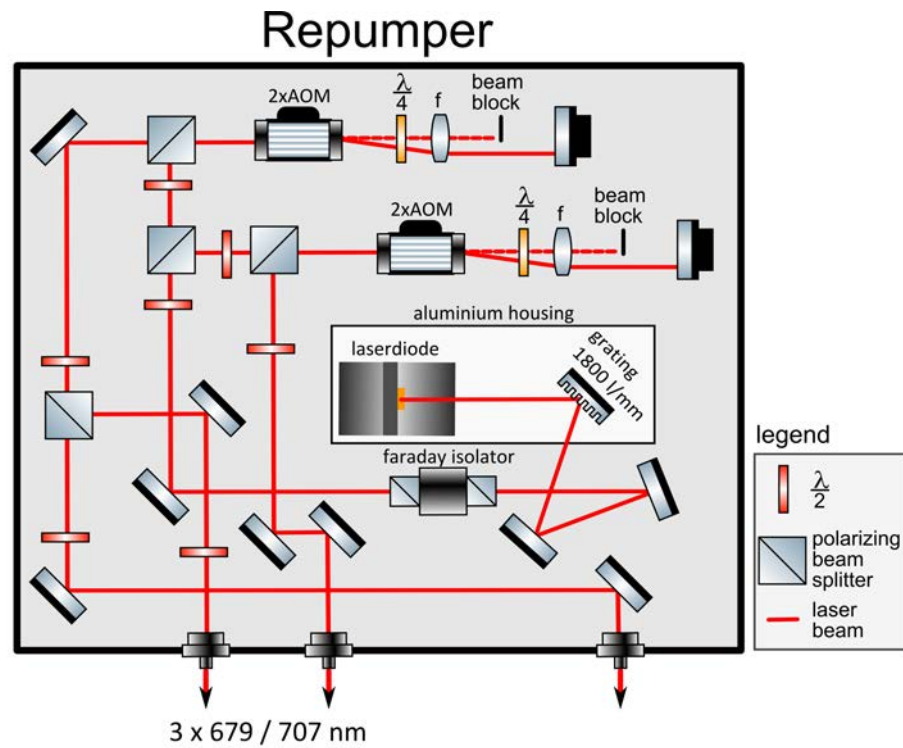 Repumper
2xAOM
λ
4
f
beam
block
2xAOM
λ
4
f
beam
block
aluminium housing
laserdiode
grating
1800 l/mm
faraday isolator
legend
λ
2
polarizing
beam
splitter
laser
beam
3 x 679 / 707 nm